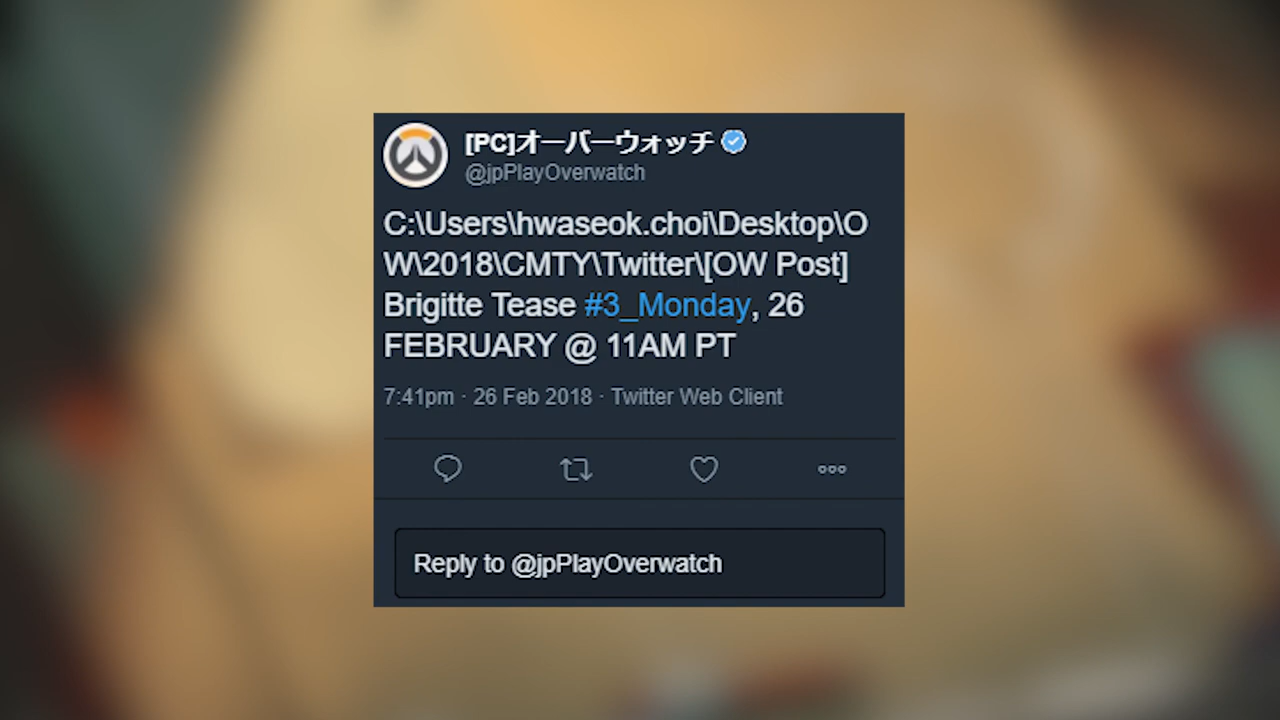 [PC]オーバーウォッチ
@jpPlayOverwatch
C:\Users\hwaseok.choi\Desktop\O
W\2018\CMTY\Twitter\[OW Post]
Brigitte Tease #3_Monday, 26
FEBRUARY @ 11AM PT
7:41pm · 26 Feb 2018 · Twitter Web Client
Reply to @jpPlayOverwatch